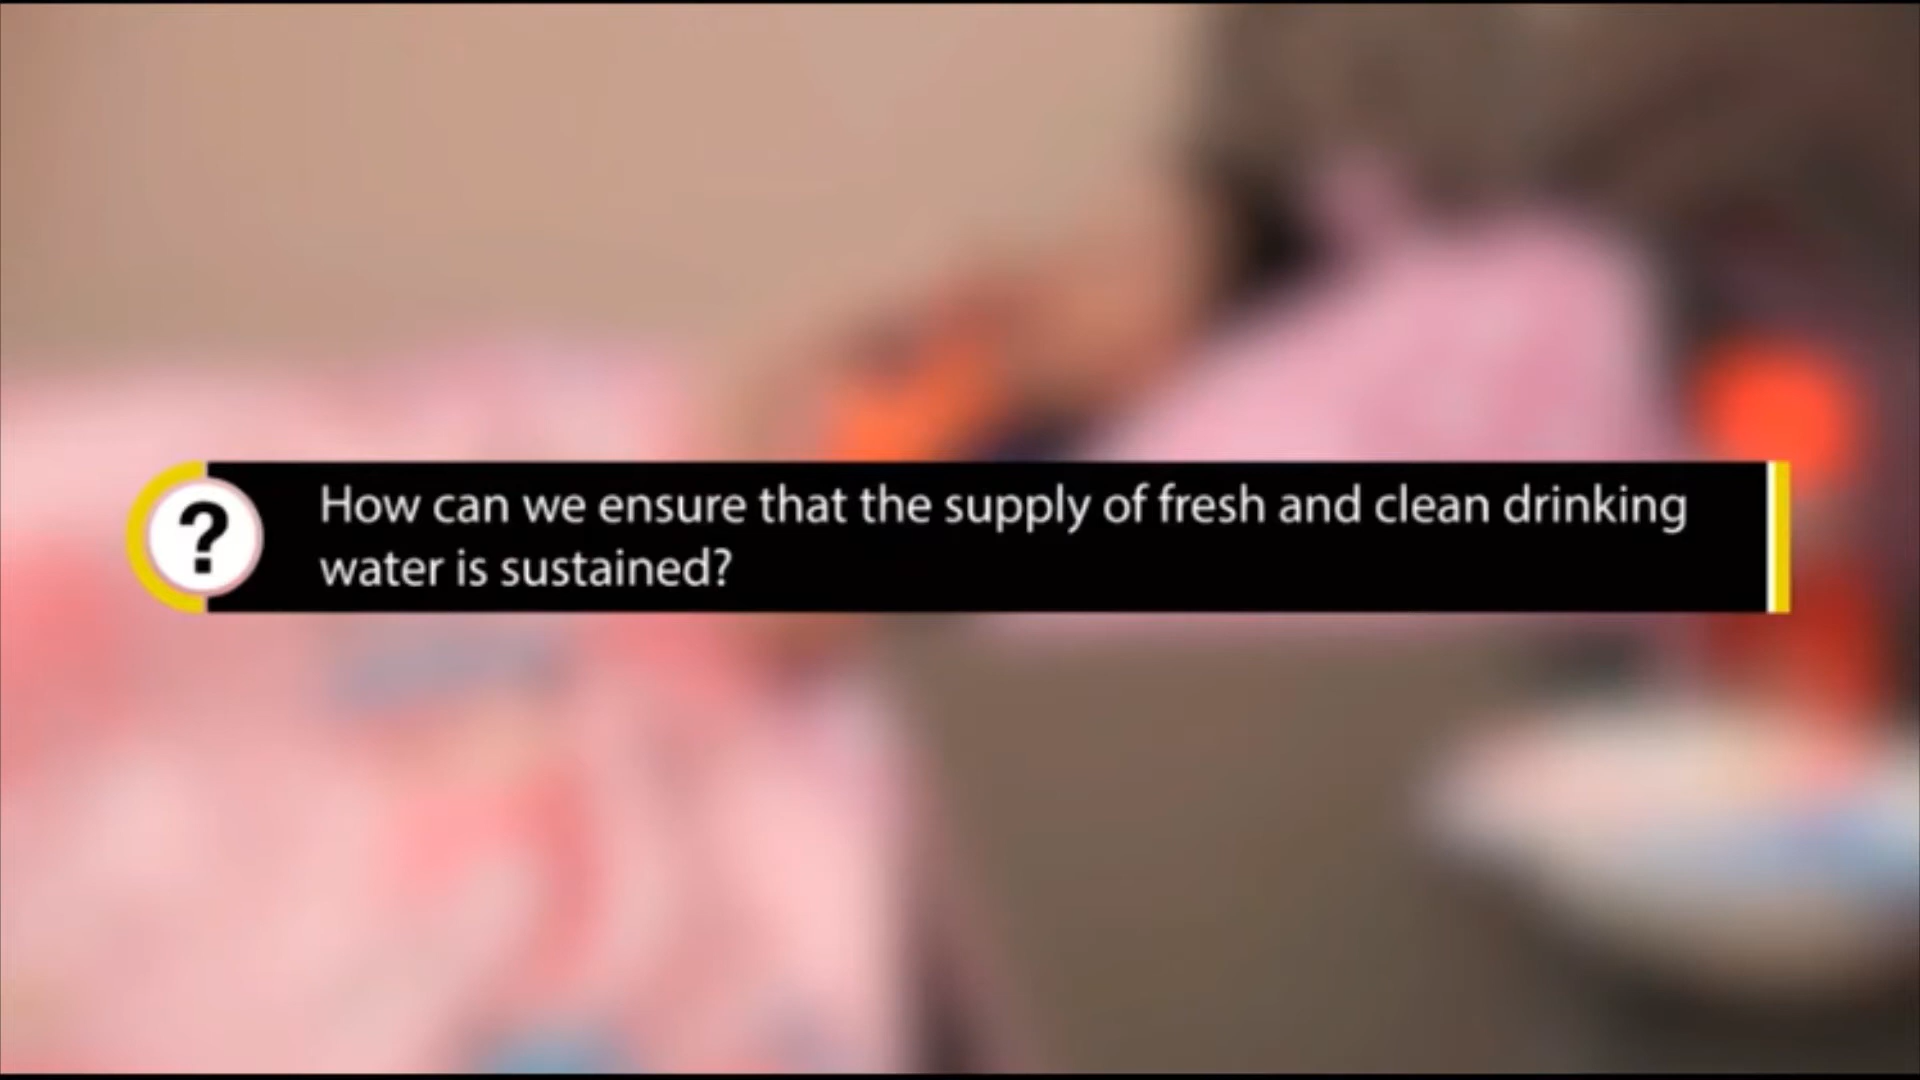 ?
How can we ensure that the supply of fresh and clean drinking
water is sustained?